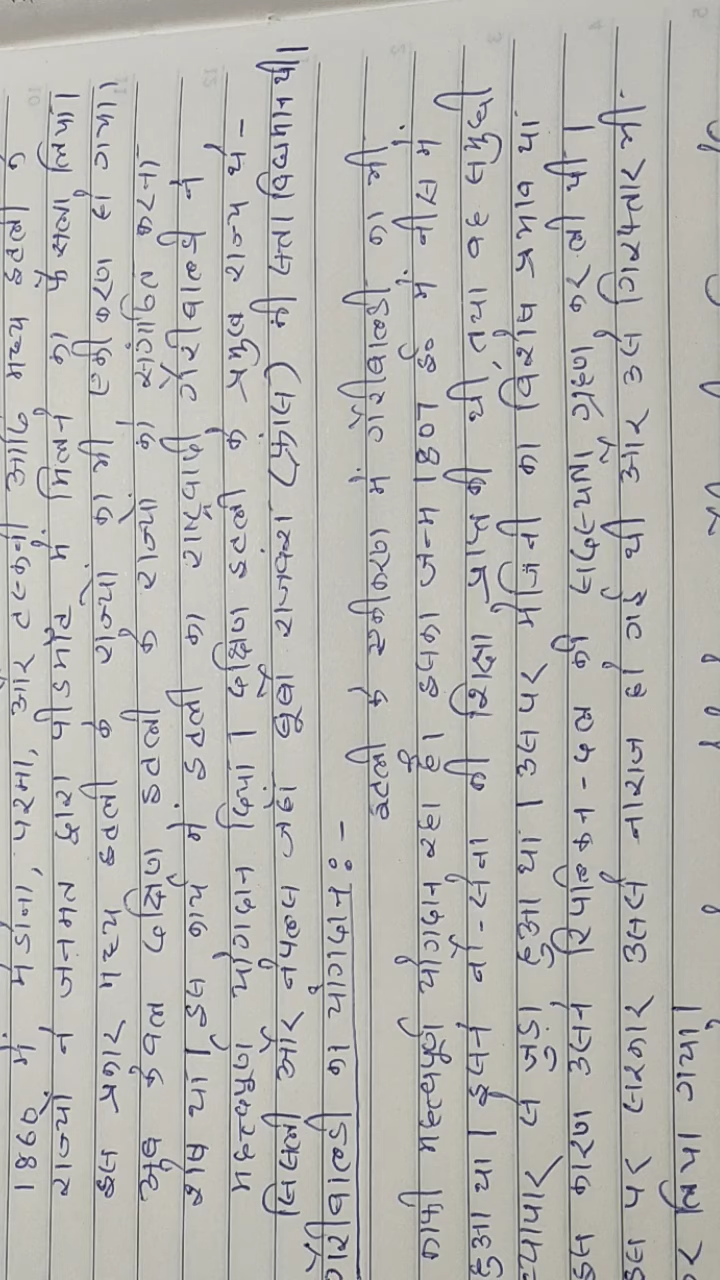 1860 में मेडोना, परमा, और टस्कनी आदि मध्य इटली के
राज्यों ने जनमत द्वारा पीडमौंट में मिलने का फैसला लिया।
इस प्रकार मध्य इटली के राज्यों का भी एकीकरण हो गया।
अब केवल दक्षिण इटली के राज्यों को संगठित करना
शेष था। इस कार्य में इटली का राष्ट्रवादी गैरीबाल्डी ने
महत्वपूर्ण योगदान दिया। दक्षिण इटली के प्रमुख राज्य थे-
सिसली और नेपल्स जहाँ बूर्बो राजवंश (फ्रांस) की सत्ता विद्यमान थी।
गैरीबाल्डी का योगदान:-
इटली के एकीकरण में गैरीबाल्डी का भी
काफी महत्वपूर्ण योगदान रहा है। इसका जन्म 1807 ई० में नीस में
हुआ था। इसने नौ-सेना की शिक्षा प्राप्त की थी तथा वह समुद्री
व्यापार से जुड़ा हुआ था। उस पर मेजिनी का विशेष प्रभाव था
इस कारण उसने रिपब्लिकन-दल की सदस्यता ग्रहण कर ली थी।
उस पर सरकार उससे नाराज हो गई थी और उसे गिरफ्तार भी
कर लिया गया।